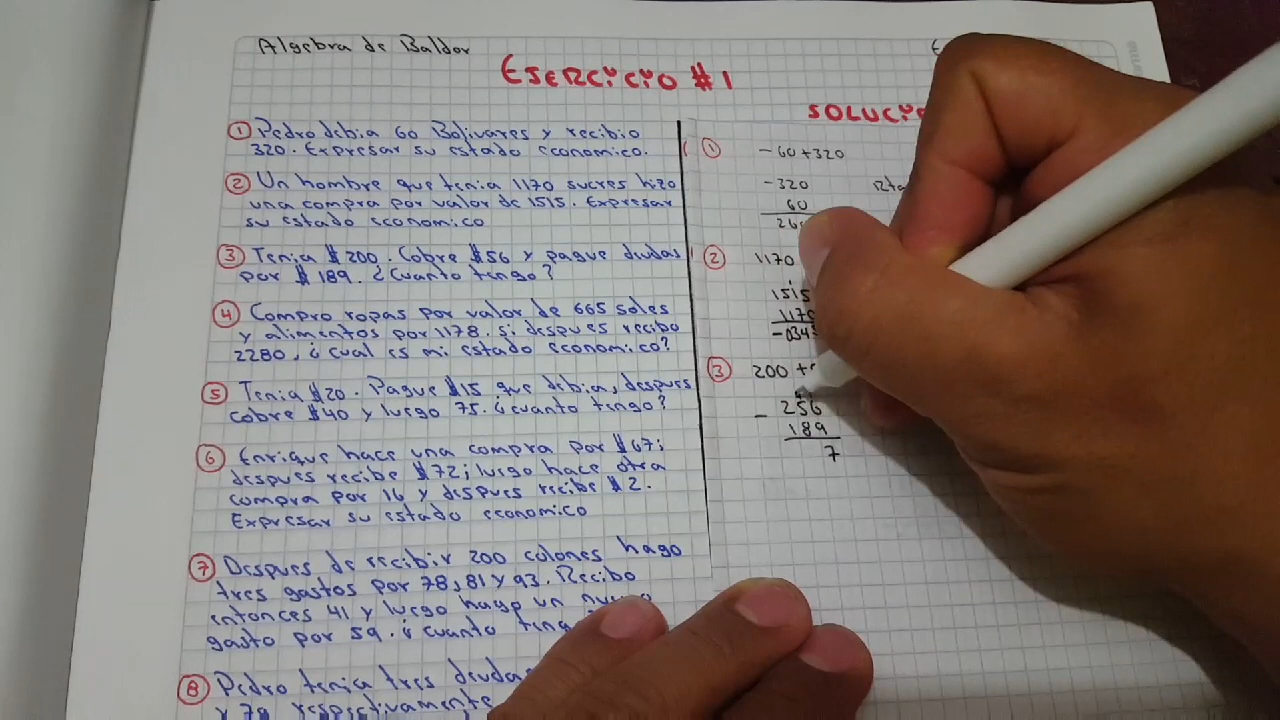 Algebra de Baldor
EJERCICIO #1
① Pedro debia 60 Bolivares y recibio
320. Expresar su estado economico.
② Un hombre que tenia 1170 sucres hizo
una compra por valor de 1515. Expresar
su estado economico
③ Tenia $200. Cobre $56 y pague deudas
por $189. ¿Cuanto tengo?
④ Compro ropas por valor de 665 soles
y alimentos por 1178. Si despues recibo
2280, ¿cual es mi estado economico?
⑤ Tenia $20. Pague $15 que debia, despues
cobre $40 y luego 75. ¿cuanto tengo?
⑥ Enrique hace una compra por $67;
despues recibe $72; luego hace otra
compra por 16 y despues recibe $2.
Expresar su estado economico
⑦ Despues de recibir 200 colones hago
tres gastos por 78, 81 y 93. Recibo
entonces 41 y luego hago un nuevo
gasto por 59. ¿cuanto
⑧ Pedro tenia tres
y 79 respectivamente
① -60+320
-320
60
② 1170
③ 200 +
- 256
189
7